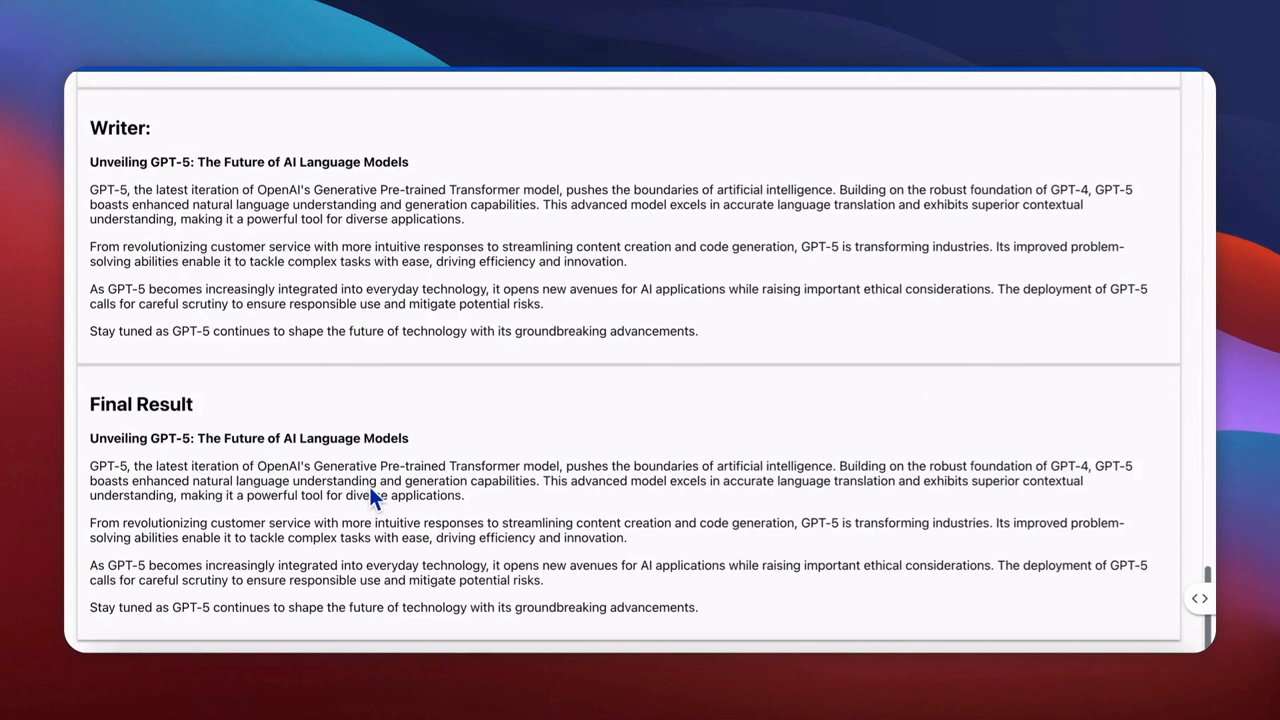 Writer:
Unveiling GPT-5: The Future of AI Language Models
GPT-5, the latest iteration of OpenAI's Generative Pre-trained Transformer model, pushes the boundaries of artificial intelligence. Building on the robust foundation of GPT-4, GPT-5
boasts enhanced natural language understanding and generation capabilities. This advanced model excels in accurate language translation and exhibits superior contextual
understanding, making it a powerful tool for diverse applications.
From revolutionizing customer service with more intuitive responses to streamlining content creation and code generation, GPT-5 is transforming industries. Its improved problem-
solving abilities enable it to tackle complex tasks with ease, driving efficiency and innovation.
As GPT-5 becomes increasingly integrated into everyday technology, it opens new avenues for AI applications while raising important ethical considerations. The deployment of GPT-5
calls for careful scrutiny to ensure responsible use and mitigate potential risks.
Stay tuned as GPT-5 continues to shape the future of technology with its groundbreaking advancements.
Final Result
Unveiling GPT-5: The Future of AI Language Models
GPT-5, the latest iteration of OpenAI's Generative Pre-trained Transformer model, pushes the boundaries of artificial intelligence. Building on the robust foundation of GPT-4, GPT-5
boasts enhanced natural language understanding and generation capabilities. This advanced model excels in accurate language translation and exhibits superior contextual
understanding, making it a powerful tool for diverse applications.
From revolutionizing customer service with more intuitive responses to streamlining content creation and code generation, GPT-5 is transforming industries. Its improved problem-
solving abilities enable it to tackle complex tasks with ease, driving efficiency and innovation.
As GPT-5 becomes increasingly integrated into everyday technology, it opens new avenues for AI applications while raising important ethical considerations. The deployment of GPT-5
calls for careful scrutiny to ensure responsible use and mitigate potential risks.
Stay tuned as GPT-5 continues to shape the future of technology with its groundbreaking advancements.